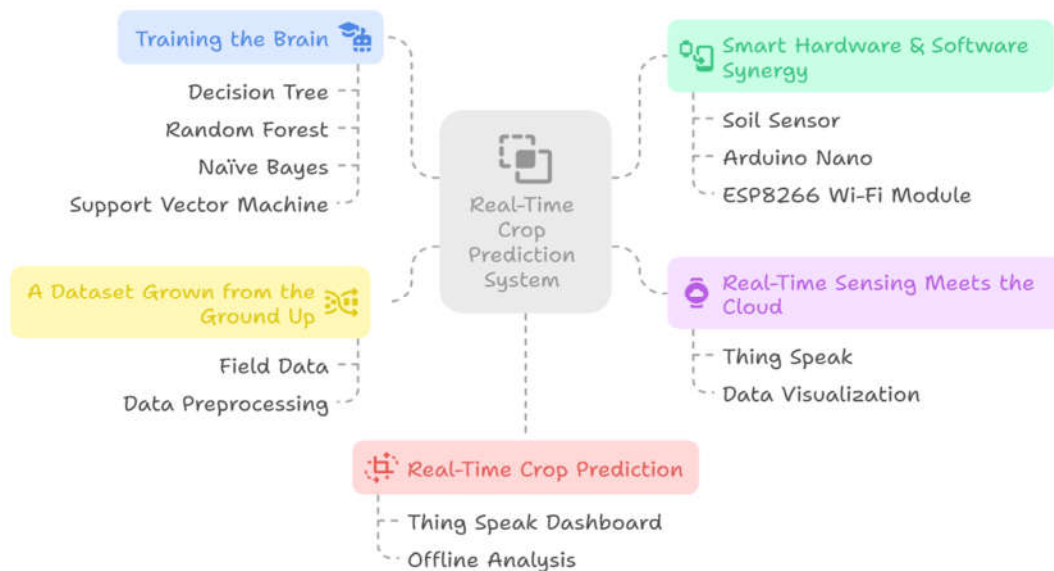 Training the Brain
Decision Tree
Random Forest
Naïve Bayes
Support Vector Machine
A Dataset Grown from the
Ground Up
Field Data
Data Preprocessing
Real-Time
Crop
Prediction
System
Smart Hardware & Software
Synergy
Soil Sensor
Arduino Nano
ESP8266 Wi-Fi Module
Real-Time Sensing Meets the
Cloud
Thing Speak
Data Visualization
Real-Time Crop Prediction
Thing Speak Dashboard
Offline Analysis